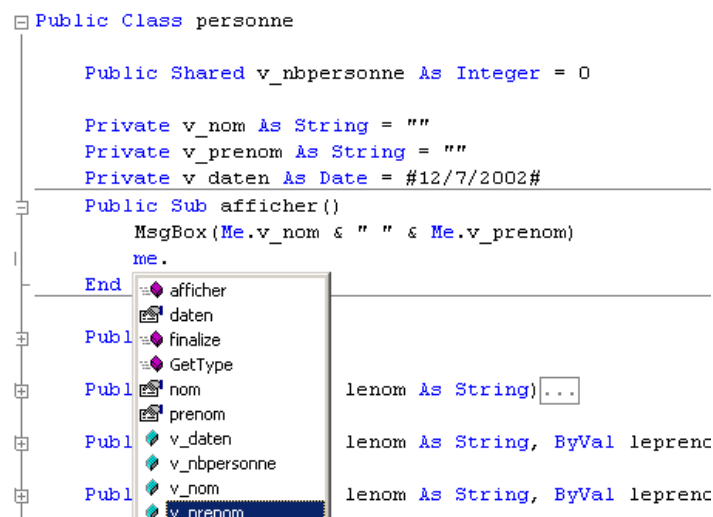 Public Class personne
Public Shared v_nbpersonne As Integer = 0
Private v_nom As String = ""
Private v_prenom As String = ""
Private v_daten As Date = #12/7/2002#
Public Sub afficher()
MsgBox(Me.v_nom & " " & Me.v_prenom)
me.
End
afficher
daten
Publ
finalize
GetType
Publ
nom
lenom As String)...
prenom
Publ
v_daten
lenom As String, ByVal lepreno
v_nbpersonne
v_nom
Publ
v_prenom
lenom As String, ByVal lepreno